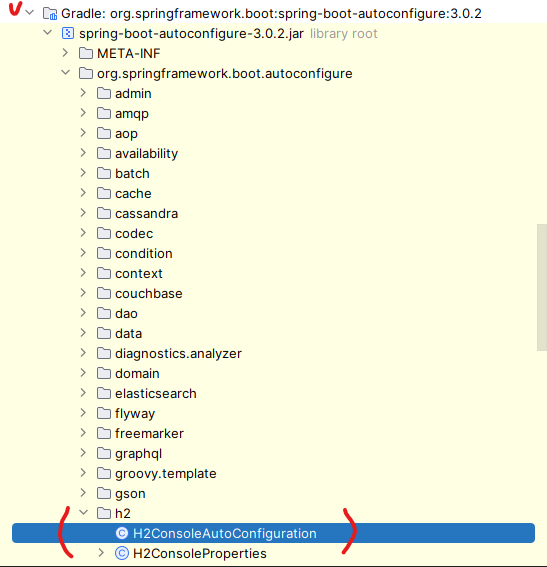 Gradle: org.springframework.boot:spring-boot-autoconfigure:3.0.2
spring-boot-autoconfigure-3.0.2.jar library root
META-INF
org.springframework.boot.autoconfigure
admin
amqp
aop
availability
batch
cache
cassandra
codec
condition
context
couchbase
dao
data
diagnostics.analyzer
domain
elasticsearch
flyway
freemarker
graphql
groovy.template
gson
h2
C H2ConsoleAutoConfiguration
C H2ConsoleProperties